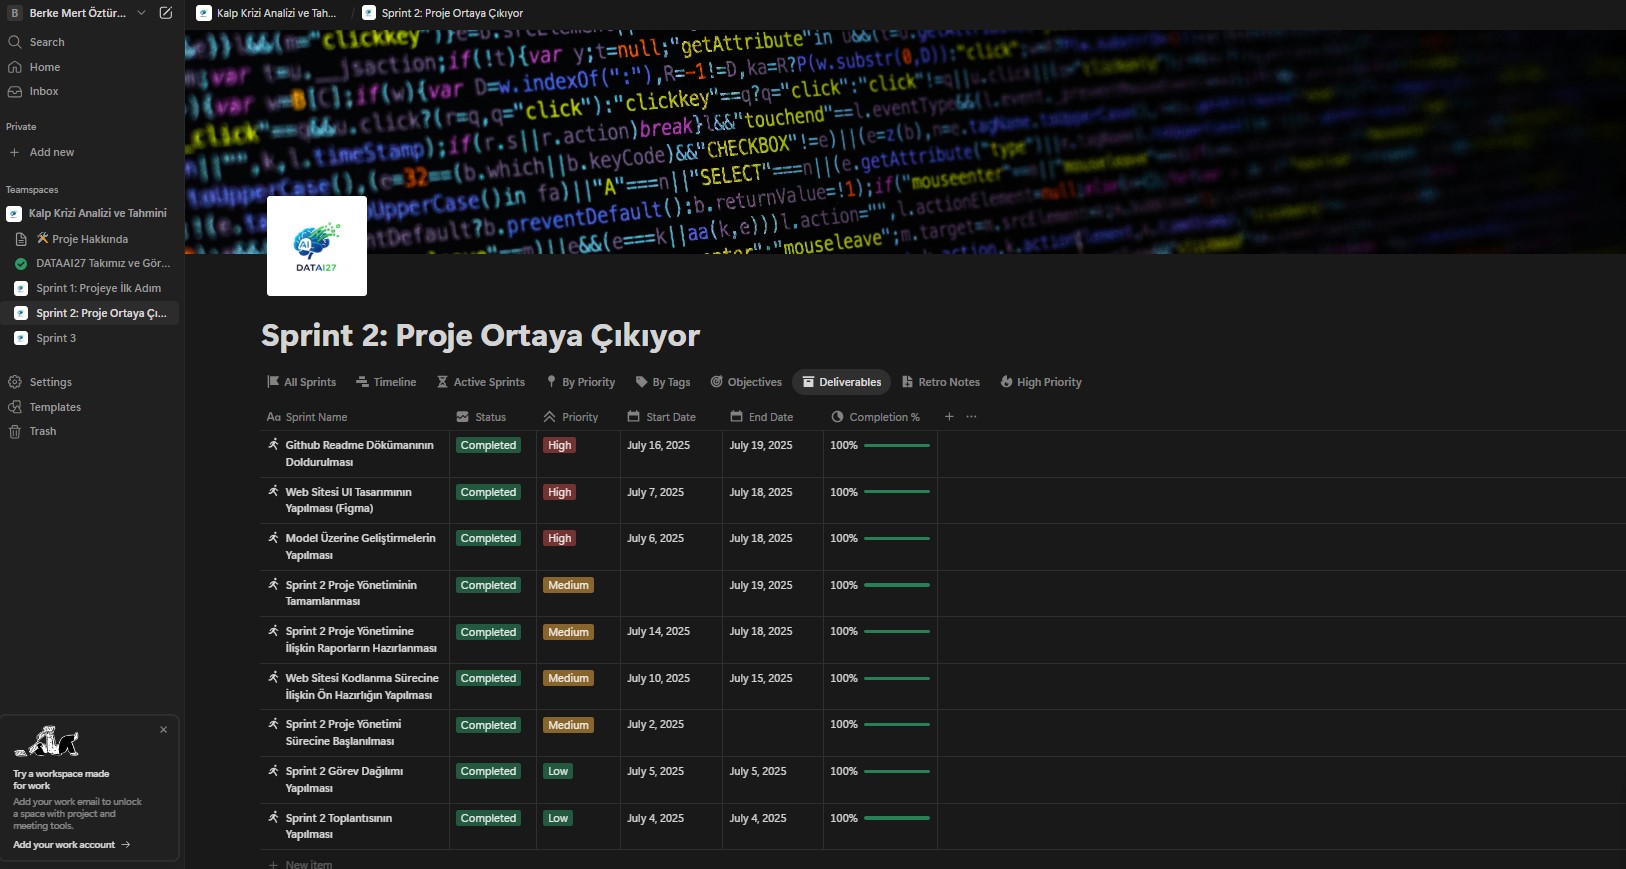 B Berke Mert Öztür...
Search
Home
Inbox
Private
Add new
Teamspaces
Kalp Krizi Analizi ve Tahmini
Proje Hakkında
DATAAI27 Takımız ve Gör...
Sprint 1: Projeye İlk Adım
Sprint 2: Proje Ortaya Çı...
Sprint 3
Settings
Templates
Trash
Try a workspace made
for work
Add your work email to unlock
a space with project and
meeting tools.
Add your work account →
Kalp Krizi Analizi ve Tah... / Sprint 2: Proje Ortaya Çıkıyor
AI
DATAI27
Sprint 2: Proje Ortaya Çıkıyor
All Sprints Timeline Active Sprints By Priority By Tags Objectives Deliverables Retro Notes High Priority
Aa Sprint Name Status Priority Start Date End Date Completion %
Github Readme Dökümanının Completed High July 16, 2025 July 19, 2025 100%
Doldurulması
Web Sitesi UI Tasarımının Completed High July 7, 2025 July 18, 2025 100%
Yapılması (Figma)
Model Üzerine Geliştirmelerin Completed High July 6, 2025 July 18, 2025 100%
Yapılması
Sprint 2 Proje Yönetiminin Completed Medium July 19, 2025 100%
Tamamlanması
Sprint 2 Proje Yönetimine Completed Medium July 14, 2025 July 18, 2025 100%
İlişkin Raporların Hazırlanması
Web Sitesi Kodlanma Sürecine Completed Medium July 10, 2025 July 15, 2025 100%
İlişkin Ön Hazırlığın Yapılması
Sprint 2 Proje Yönetimi Completed Medium July 2, 2025 100%
Sürecine Başlanılması
Sprint 2 Görev Dağılımı Completed Low July 5, 2025 July 5, 2025 100%
Yapılması
Sprint 2 Toplantısının Completed Low July 4, 2025 July 4, 2025 100%
Yapılması
New item